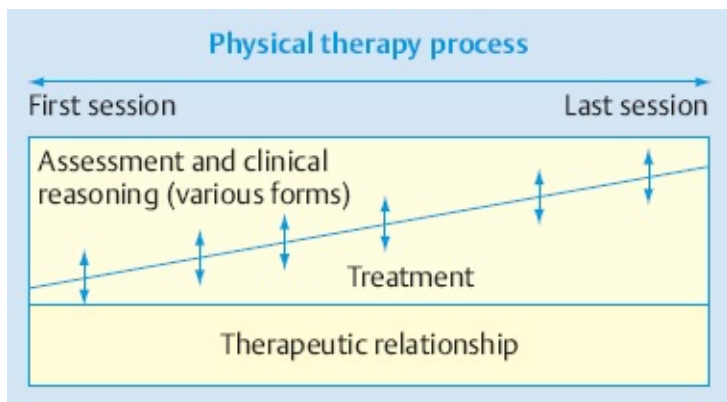 Physical therapy process
First session
Last session
Assessment and clinical
reasoning (various forms)
Treatment
Therapeutic relationship